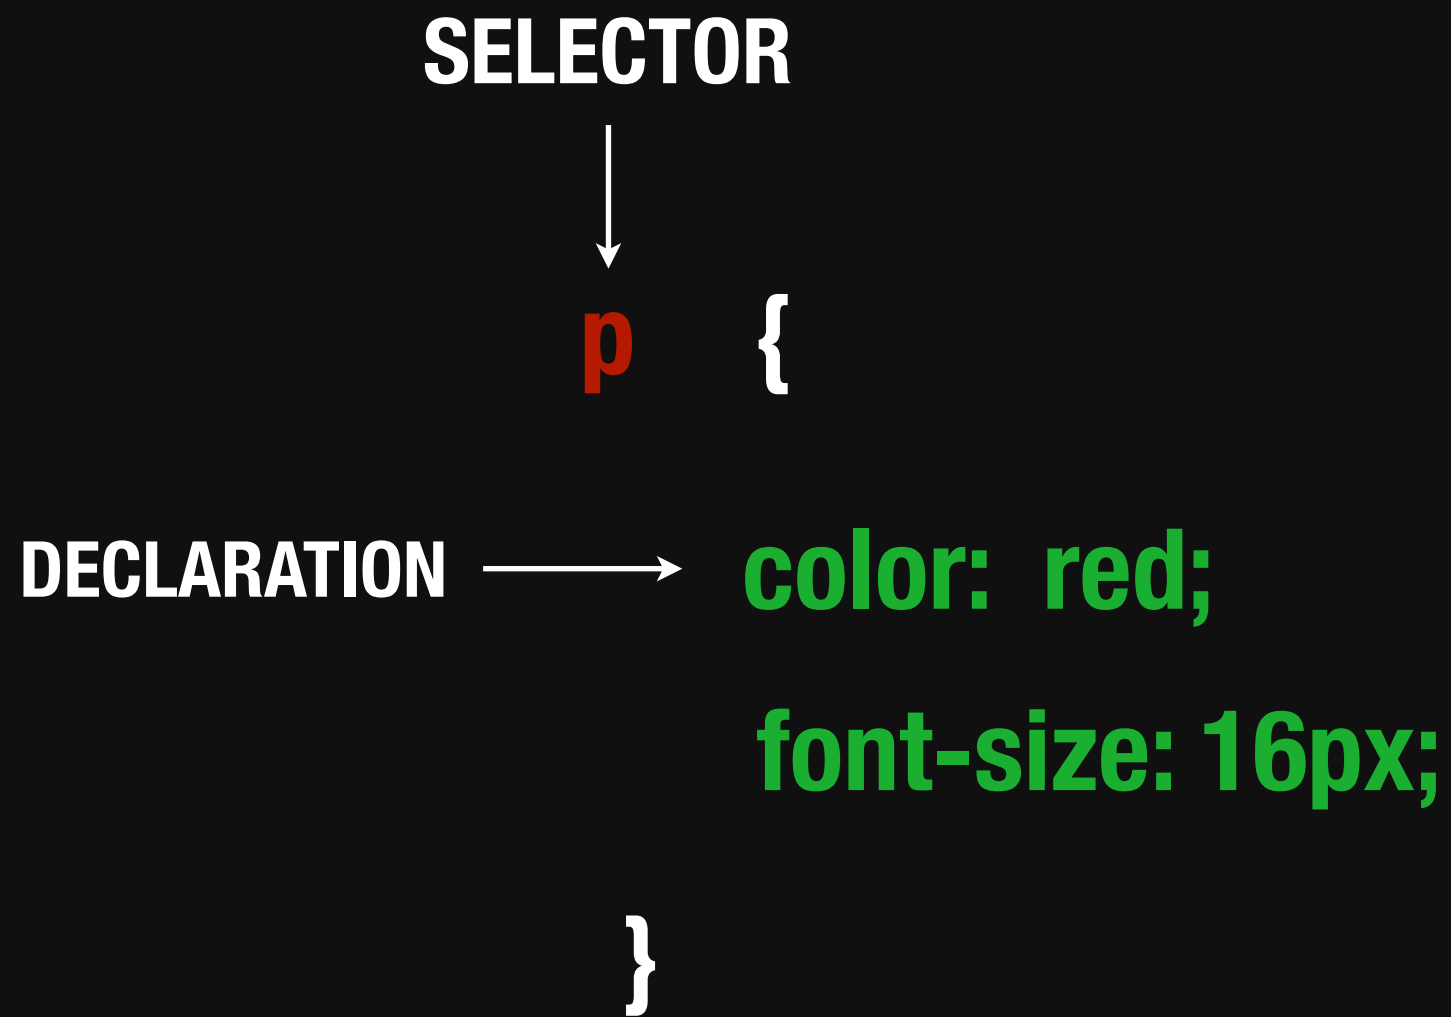 SELECTOR
p {
DECLARATION color: red;
font-size: 16px;
}